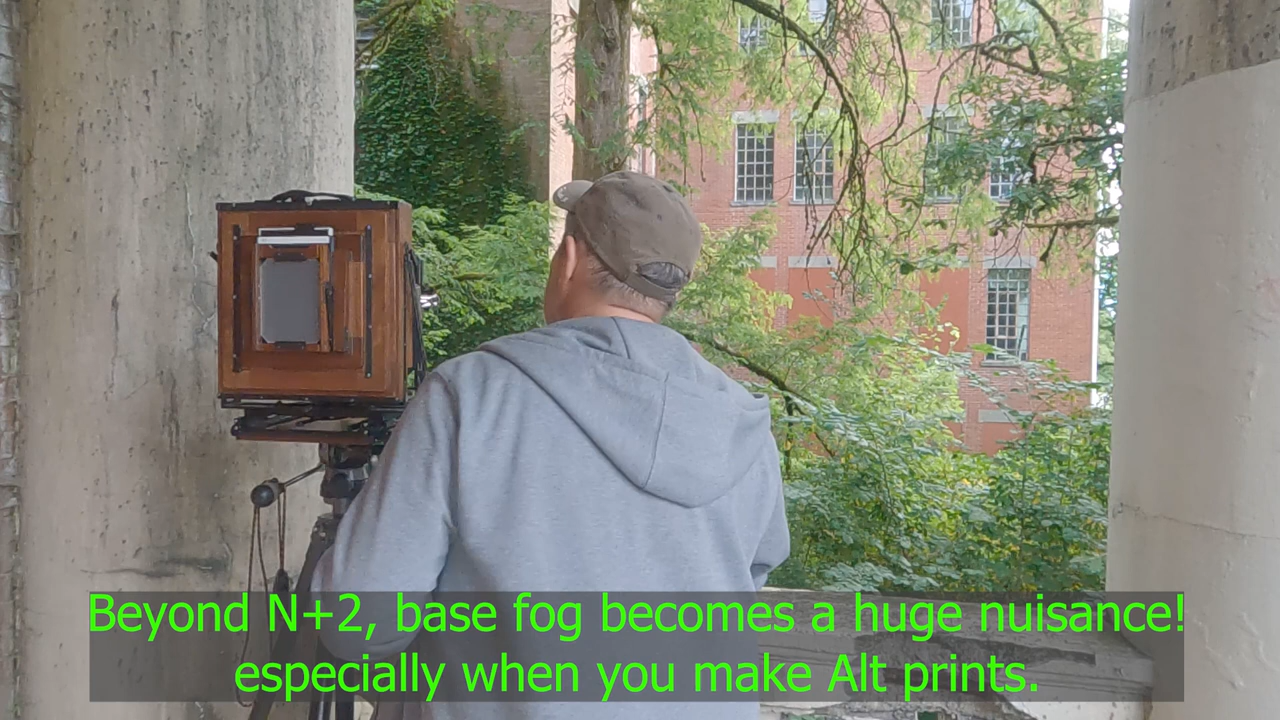 Beyond N+2, base fog becomes a huge nuisance!
especially when you make Alt prints.